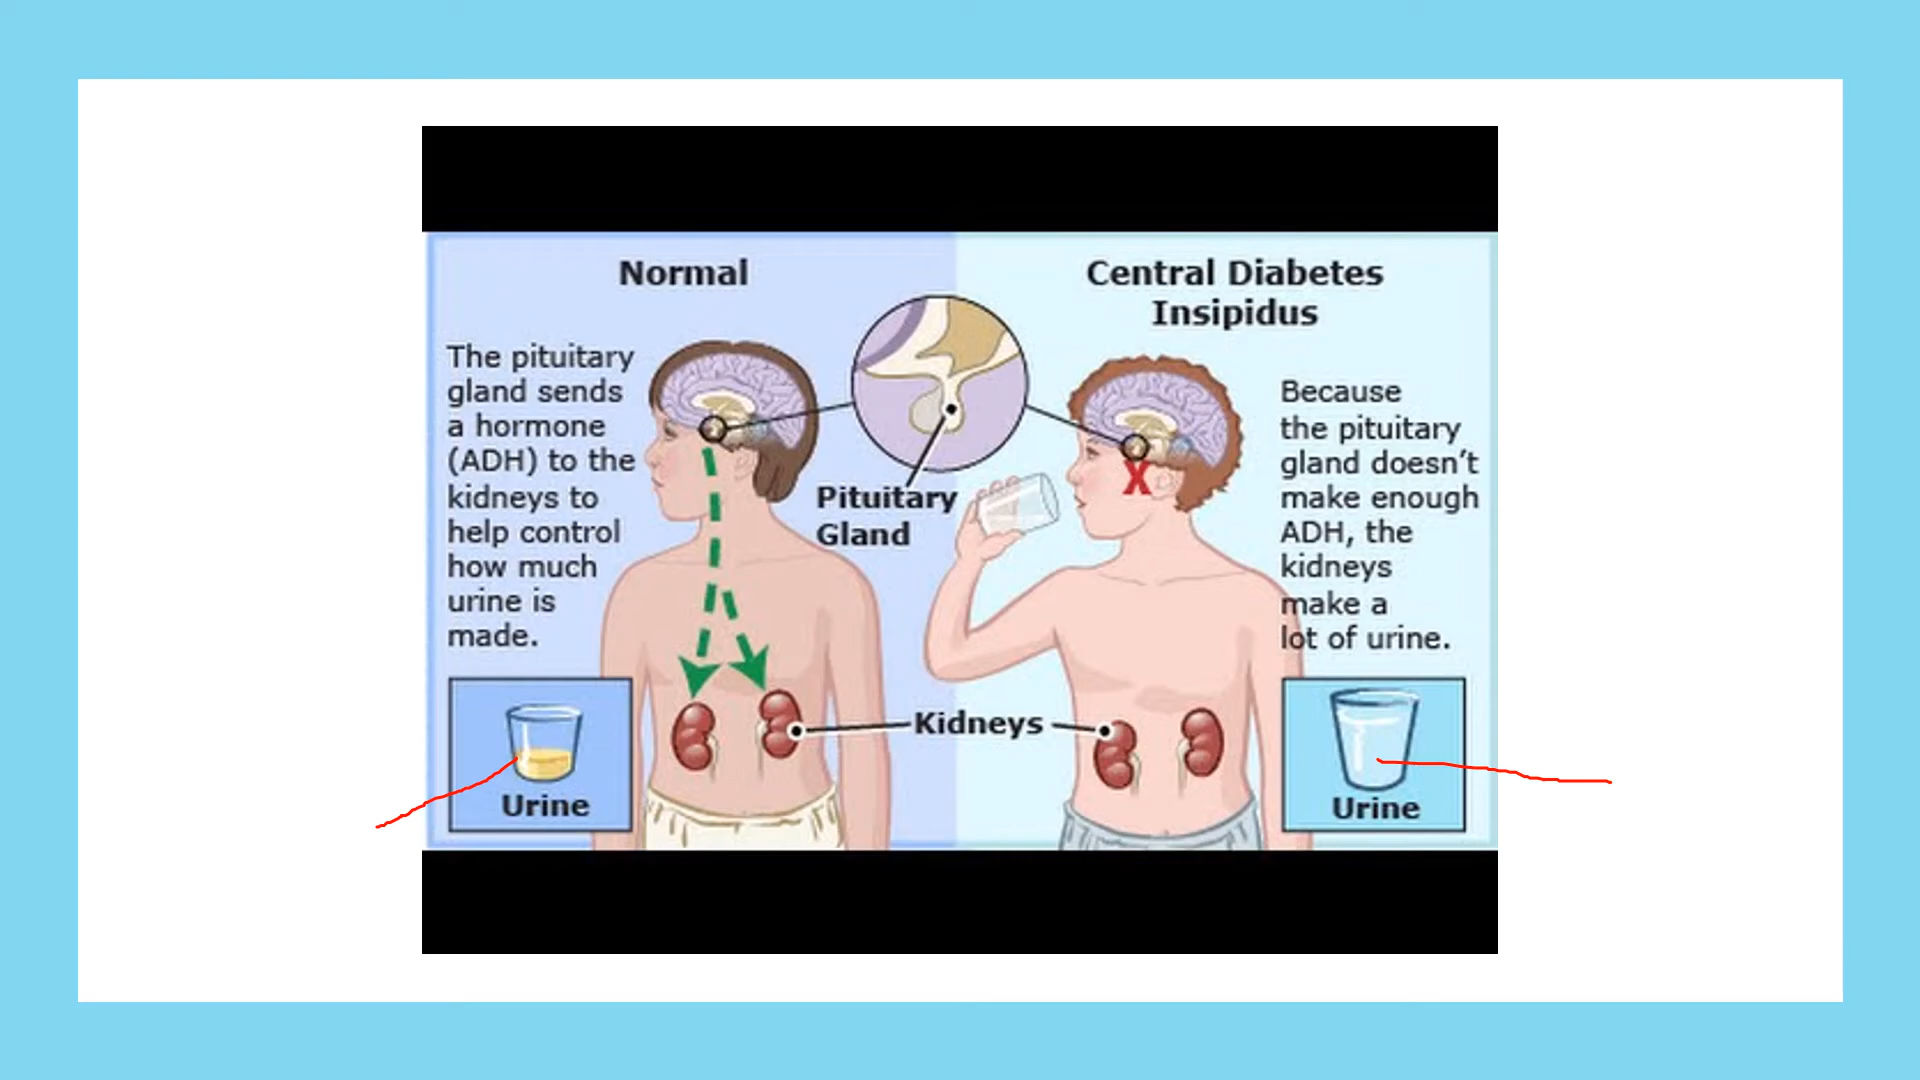 Normal
The pituitary
gland sends
a hormone
(ADH) to the
kidneys to
help control
how much
urine is
made.
Urine
Pituitary
Gland
Kidneys
Central Diabetes
Insipidus
X
Because
the pituitary
gland doesn’t
make enough
ADH, the
kidneys
make a
lot of urine.
Urine